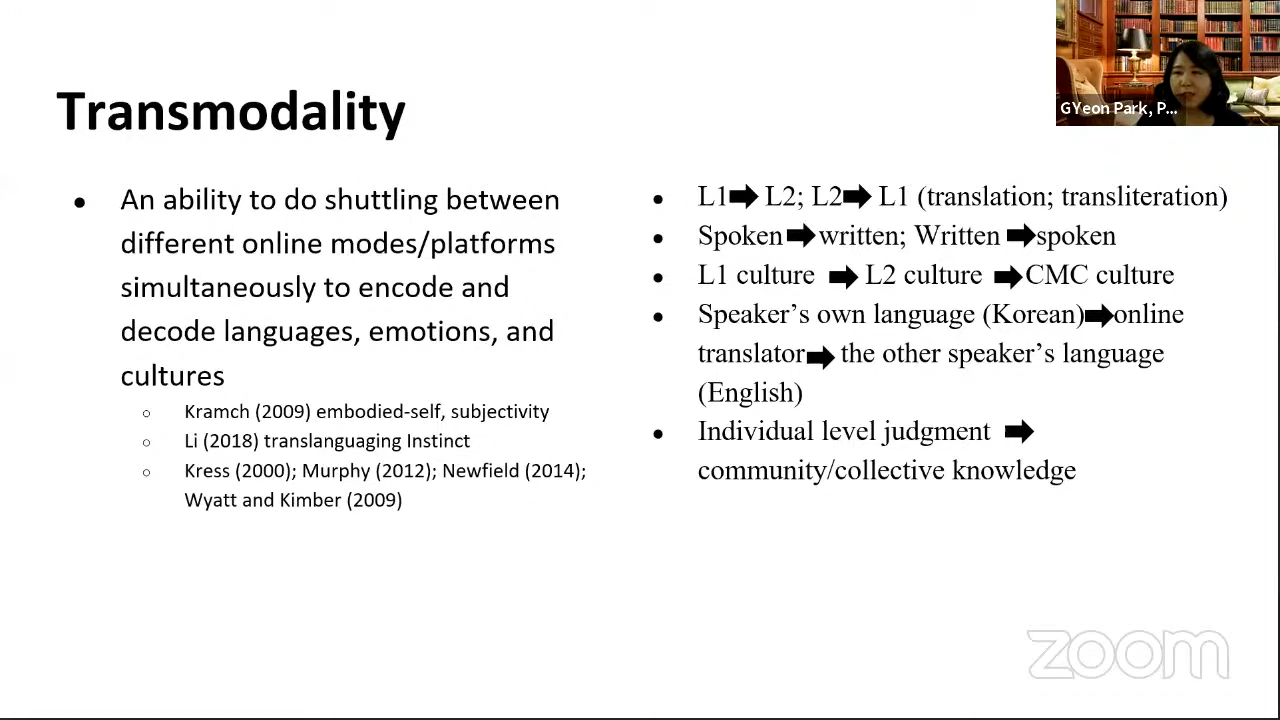 Transmodality
● An ability to do shuttling between
different online modes/platforms
simultaneously to encode and
decode languages, emotions, and
cultures
○ Kramch (2009) embodied-self, subjectivity
○ Li (2018) translanguaging Instinct
○ Kress (2000); Murphy (2012); Newfield (2014);
Wyatt and Kimber (2009)
● L1 ➡ L2; L2 ➡ L1 (translation; transliteration)
● Spoken ➡ written; Written ➡ spoken
● L1 culture ➡ L2 culture ➡ CMC culture
● Speaker’s own language (Korean) ➡ online
translator ➡ the other speaker’s language
(English)
● Individual level judgment ➡
community/collective knowledge
GYeon Park, P...
zoom